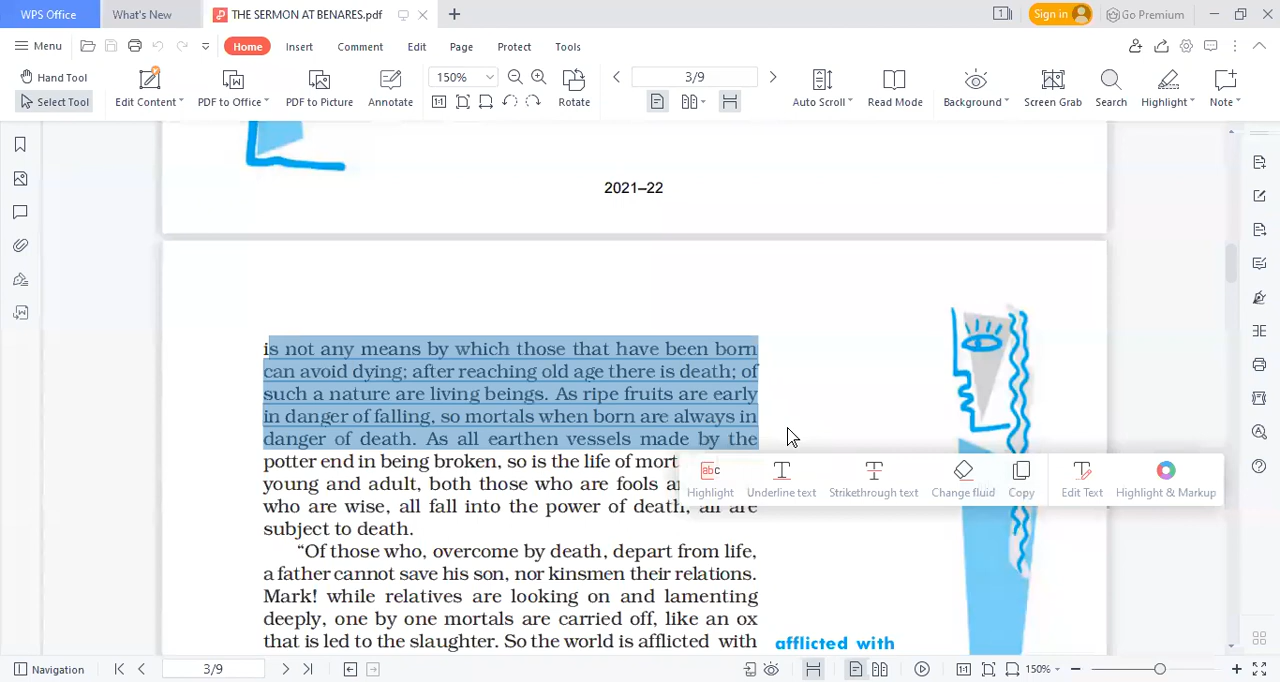 WPS Office What's New THE SERMON AT BENARES.pdf 1 Sign in Go Premium
Menu Home Insert Comment Edit Page Protect Tools
Hand Tool 150% 3/9
Select Tool Edit Content PDF to Office PDF to Picture Annotate Rotate Auto Scroll Read Mode Background Screen Grab Search Highlight Note
2021–22
is not any means by which those that have been born
can avoid dying; after reaching old age there is death; of
such a nature are living beings. As ripe fruits are early
in danger of falling, so mortals when born are always in
danger of death. As all earthen vessels made by the
potter end in being broken, so is the life of
young and adult, both those who are fools
who are wise, all fall into the power of death, all are
subject to death.
“Of those who, overcome by death, depart from life,
a father cannot save his son, nor kinsmen their relations.
Mark! while relatives are looking on and lamenting
deeply, one by one mortals are carried off, like an ox
that is led to the slaughter. So the world is afflicted with
afflicted with
abc
Highlight Underline text Strikethrough text Change fluid Copy Edit Text Highlight & Markup
Navigation 3/9 150%